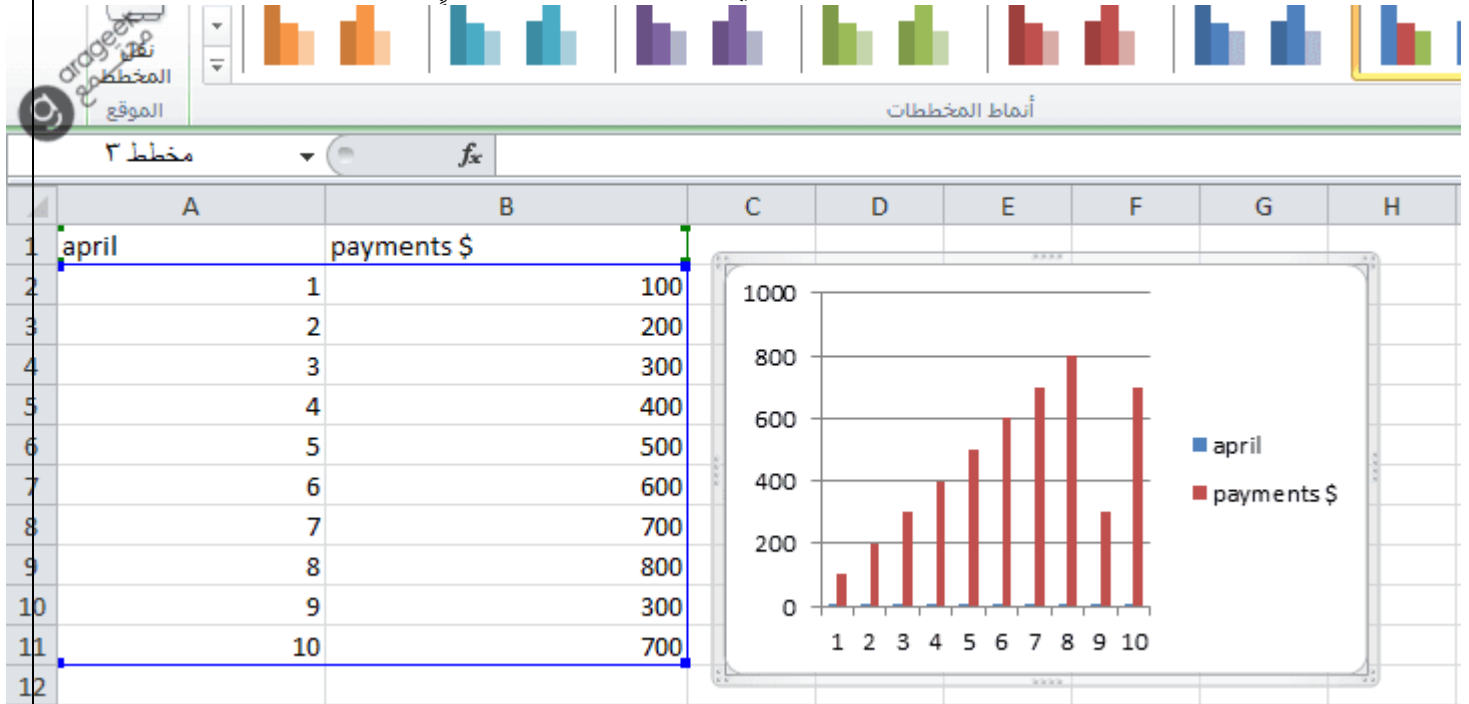 arageek
مجتمع
نقل
المخطط
الموقع
أنماط المخططات
مخطط ٣
fx
A B C D E F G H
1 april payments $
2 1 100
3 2 200
4 3 300
5 4 400
6 5 500
7 6 600
8 7 700
9 8 800
10 9 300
11 10 700
12
1000
800
600
400
200
0
1 2 3 4 5 6 7 8 9 10
april
payments $